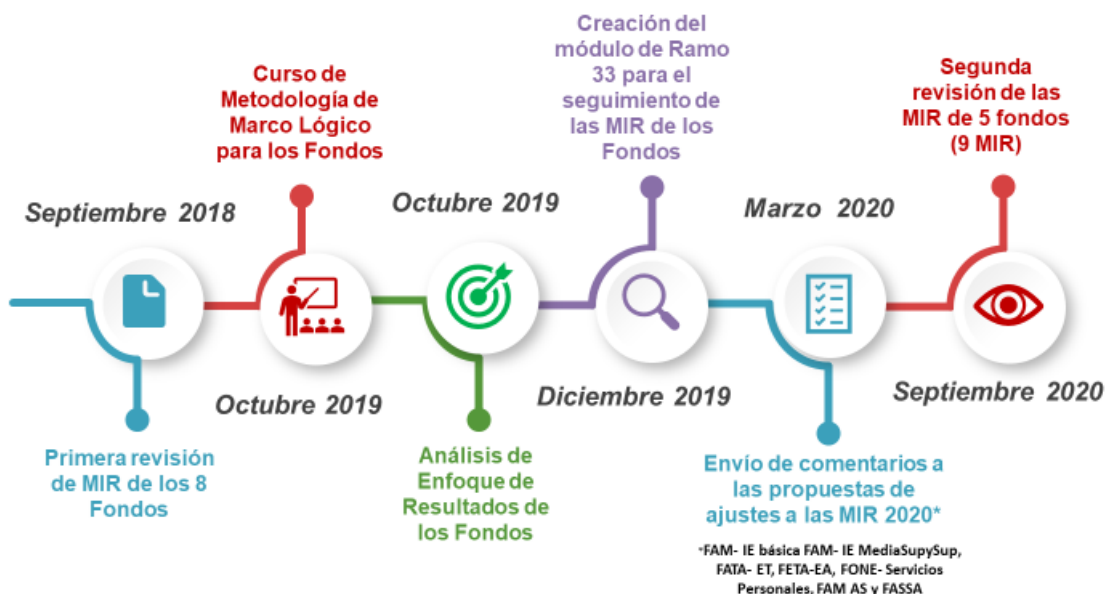 Septiembre 2018
Primera revisión
de MIR de los 8
Fondos
Curso de
Metodología de
Marco Lógico
para los Fondos
Octubre 2019
Octubre 2019
Análisis de
Enfoque de
Resultados de
los Fondos
Creación del
módulo de Ramo
33 para el
seguimiento de
las MIR de los
Fondos
Diciembre 2019
Marzo 2020
Envío de comentarios a
las propuestas de
ajustes a las MIR 2020*
*FAM- IE básica FAM- IE MediaSupySup,
FATA- ET, FETA-EA, FONE- Servicios
Personales, FAM AS y FASSA
Segunda
revisión de las
MIR de 5 fondos
(9 MIR)
Septiembre 2020